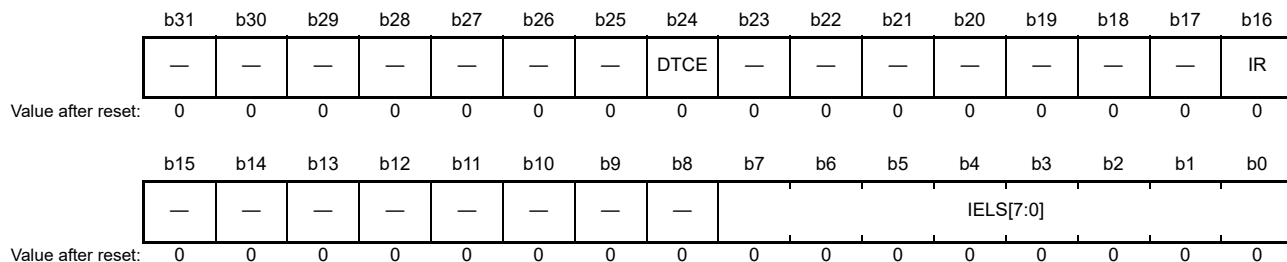 b31 b30 b29 b28 b27 b26 b25 b24 b23 b22 b21 b20 b19 b18 b17 b16
— — — — — — — DTCE — — — — — — — IR
Value after reset: 0 0 0 0 0 0 0 0 0 0 0 0 0 0 0 0
b15 b14 b13 b12 b11 b10 b9 b8 b7 b6 b5 b4 b3 b2 b1 b0
— — — — — — — — IELS[7:0]
Value after reset: 0 0 0 0 0 0 0 0 0 0 0 0 0 0 0 0